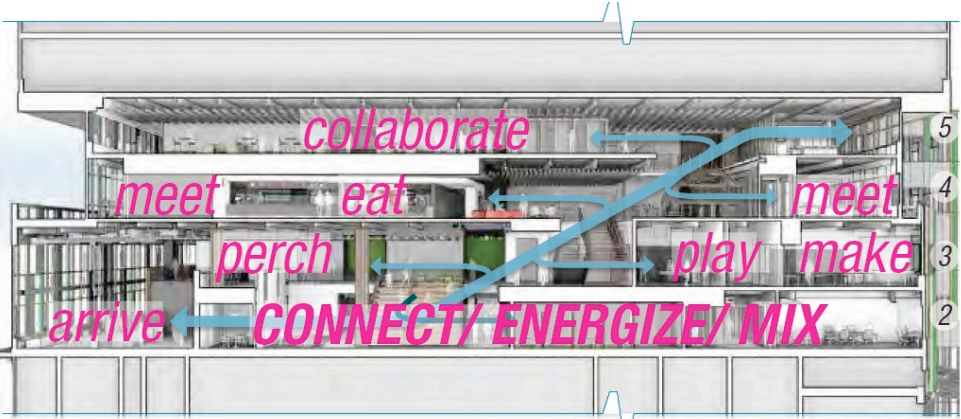 collaborate 5
meet eat meet 4
perch play make 3
arrive CONNECT/ ENERGIZE/ MIX 2